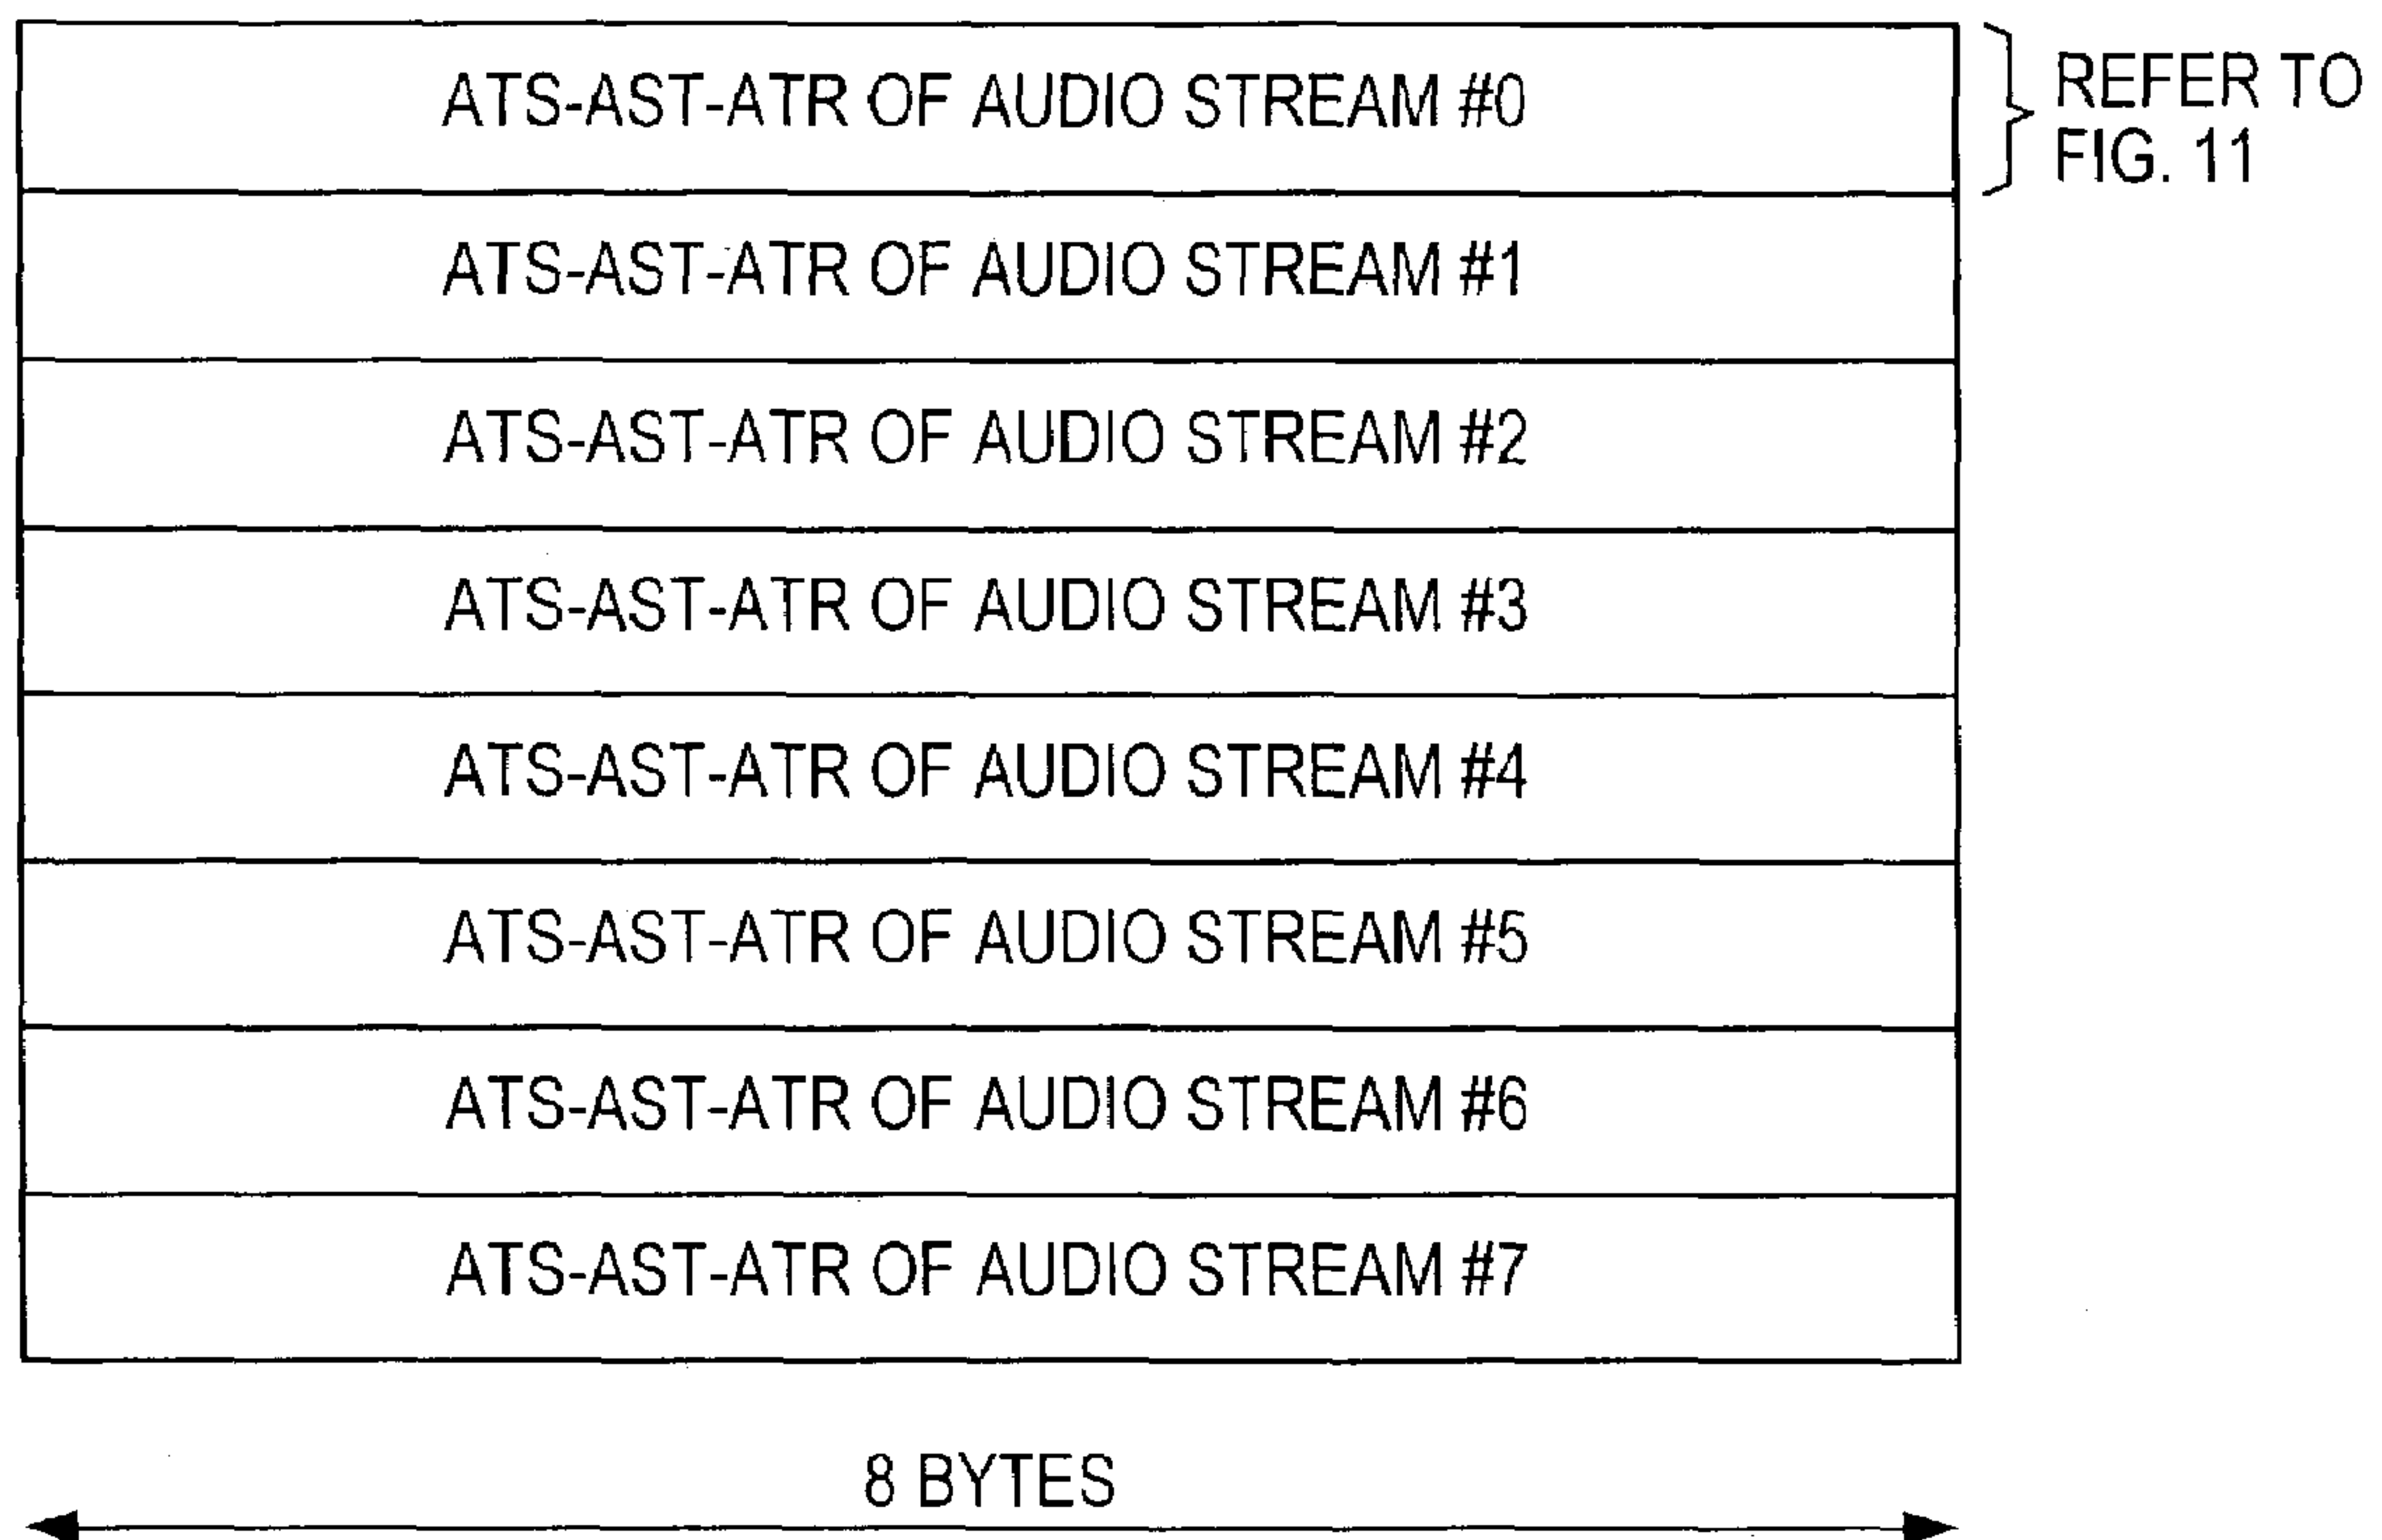 ATS-AST-ATR OF AUDIO STREAM #0
REFER TO
FIG. 11
ATS-AST-ATR OF AUDIO STREAM #1
ATS-AST-ATR OF AUDIO STREAM #2
ATS-AST-ATR OF AUDIO STREAM #3
ATS-AST-ATR OF AUDIO STREAM #4
ATS-AST-ATR OF AUDIO STREAM #5
ATS-AST-ATR OF AUDIO STREAM #6
ATS-AST-ATR OF AUDIO STREAM #7
8 BYTES